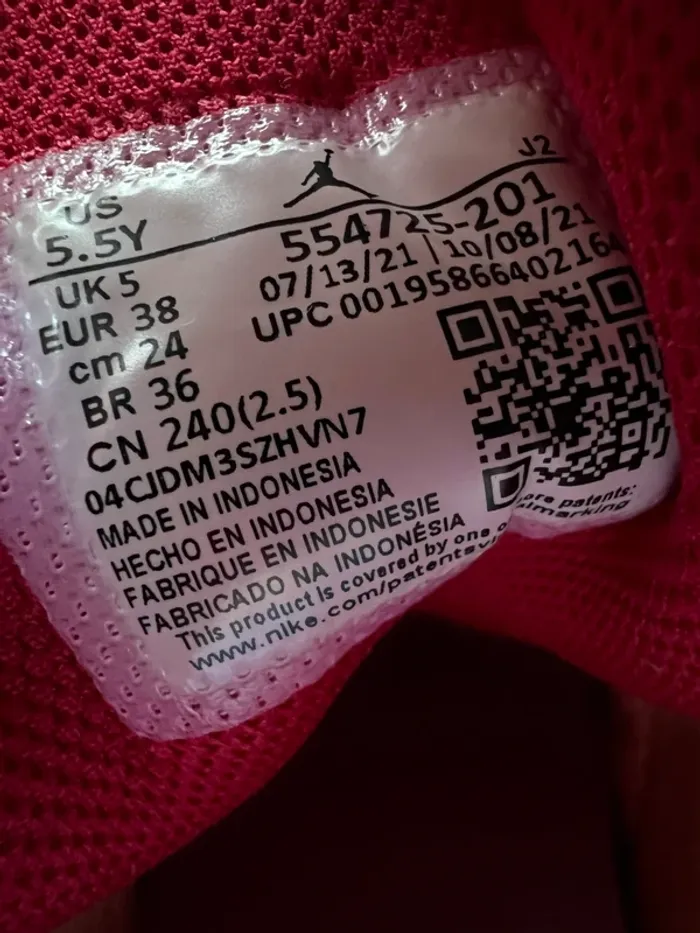 US
5.5Y
J2
554725-201
07/13/21 | 10/08/21
UPC 00195866402164
UK 5
EUR 38
cm 24
BR 36
CN 240(2.5)
04CJDM3SZHVN7
MADE IN INDONESIA
HECHO EN INDONESIA
FABRIQUE EN INDONESIE
FABRICADO NA INDONÉSIA
This product is covered by one
patents:
www.nike.com/patents